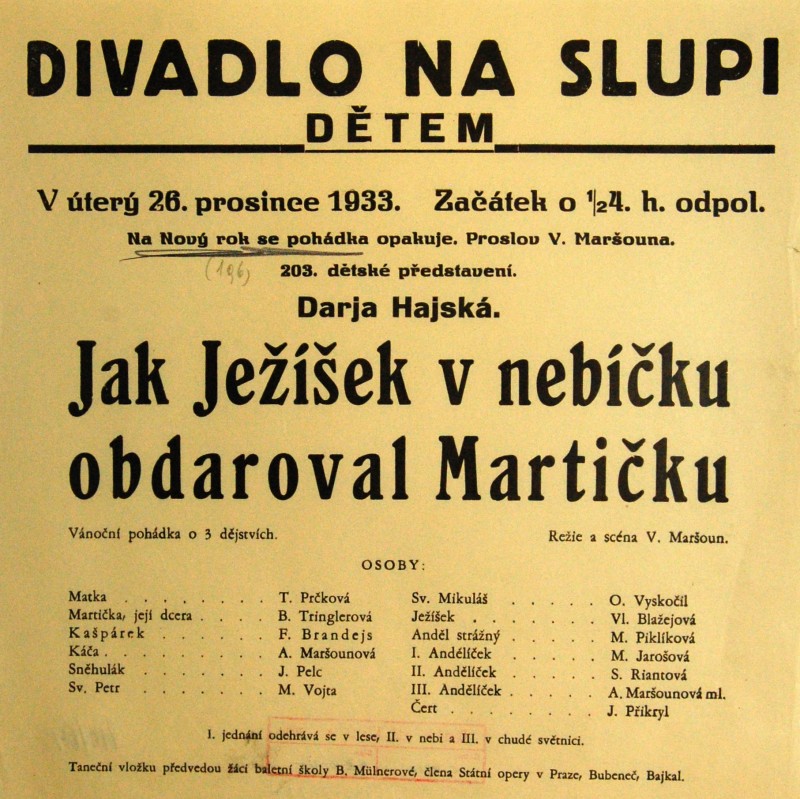 DIVADLO NA SLUPI
DĚTEM
V úterý 26. prosince 1933. Začátek o ½4. h. odpol.
Na Nový rok se pohádka opakuje. Proslov V. Maršouna.
(196)
203. dětské představení.
Darja Hajská.
Jak Ježíšek v nebíčku
obdaroval Martičku
Vánoční pohádka o 3 dějstvích. Režie a scéna V. Maršoun.
OSOBY:
Matka . . . . . . . . T. Prčková
Martička, její dcera . . . . B. Tringlerová
Kašpárek . . . . . . F. Brandejs
Káča . . . . . . . . A. Maršounová
Sněhulák . . . . . . . J. Pelc
Sv. Petr . . . . . . . M. Vojta
Sv. Mikuláš . . . . . O. Vyskočil
Ježíšek . . . . . . . Vl. Blažejová
Anděl strážný . . . . . M. Piklíková
I. Andělíček . . . . . M. Jarošová
II. Andělíček . . . . . S. Riantová
III. Andělíček . . . . . A. Maršounová ml.
Čert . . . . . . . . J. Přikryl
I. jednání odehrává se v lese, II. v nebi a III. v chudé světnici.
Taneční vložku předvedou žáci baletní školy B. Mülnerové, člena Státní opery v Praze, Bubeneč, Bajkal.